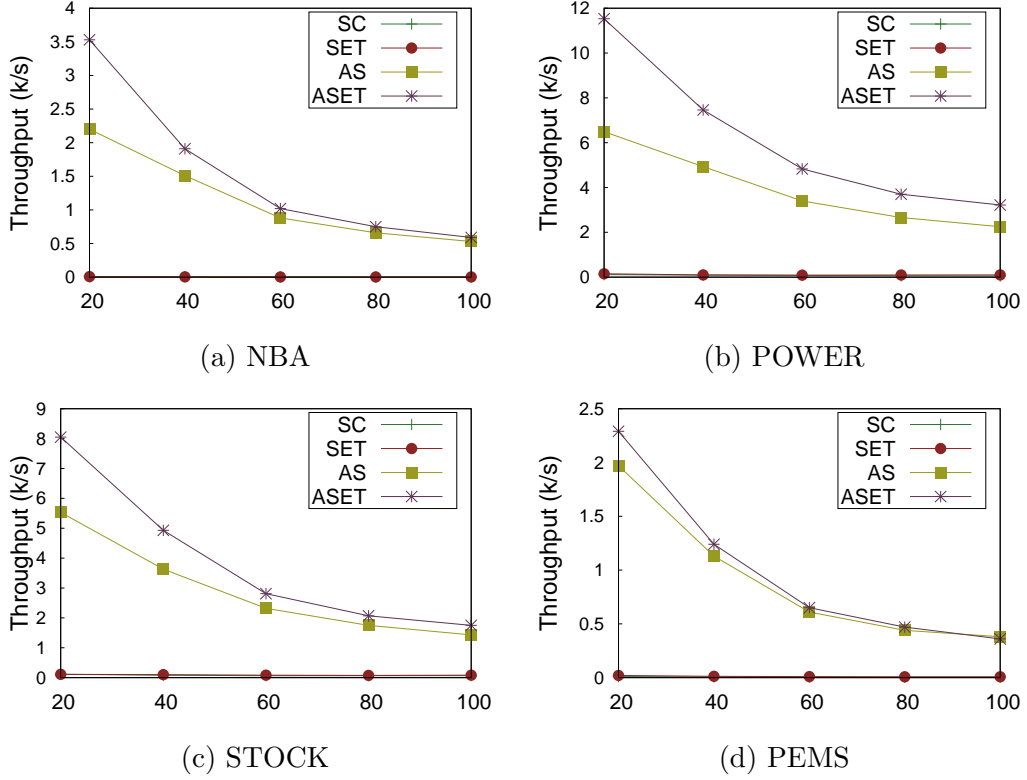 4
3.5
3
2.5
2
1.5
1
0.5
0
Throughput (k/s)
SC
SET
AS
ASET
20 40 60 80 100
(a) NBA
12
10
8
6
4
2
0
Throughput (k/s)
SC
SET
AS
ASET
20 40 60 80 100
(b) POWER
9
8
7
6
5
4
3
2
1
0
Throughput (k/s)
SC
SET
AS
ASET
20 40 60 80 100
(c) STOCK
2.5
2
1.5
1
0.5
0
Throughput (k/s)
SC
SET
AS
ASET
20 40 60 80 100
(d) PEMS